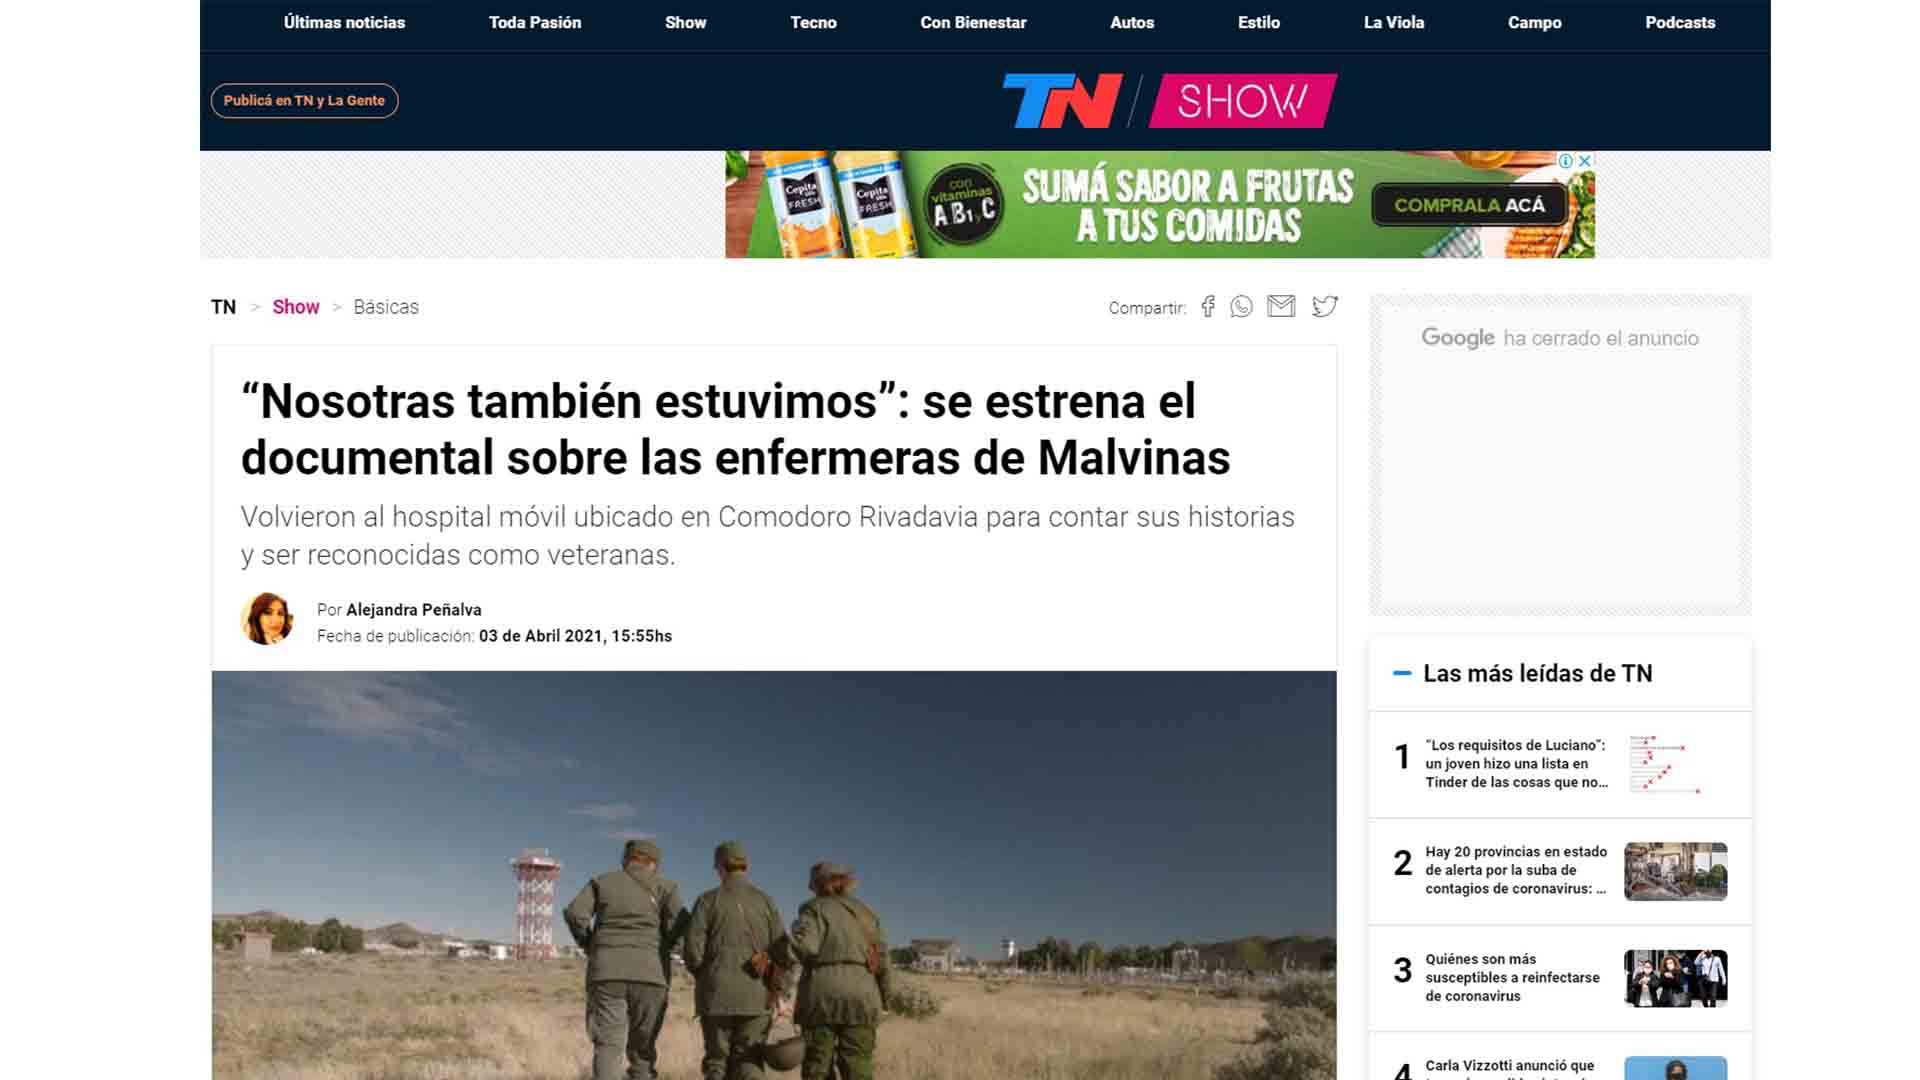 Últimas noticias Toda Pasión Show Tecno Con Bienestar Autos Estilo La Viola Campo Podcasts
Publicá en TN y La Gente
TN / SHOW
Cepita FRESH
Cepita FRESH
con vitaminas A B1 y C
SUMÁ SABOR A FRUTAS
A TUS COMIDAS
COMPRALA ACÁ
TN > Show > Básicas
Compartir:
Google ha cerrado el anuncio
“Nosotras también estuvimos”: se estrena el
documental sobre las enfermeras de Malvinas
Volvieron al hospital móvil ubicado en Comodoro Rivadavia para contar sus historias
y ser reconocidas como veteranas.
Por Alejandra Peñalva
Fecha de publicación: 03 de Abril 2021, 15:55hs
Las más leídas de TN
1
“Los requisitos de Luciano”:
un joven hizo una lista en
Tinder de las cosas que no...
2
Hay 20 provincias en estado
de alerta por la suba de
contagios de coronavirus: ...
3
Quiénes son más
susceptibles a reinfectarse
de coronavirus
4
Carla Vizzotti anunció que